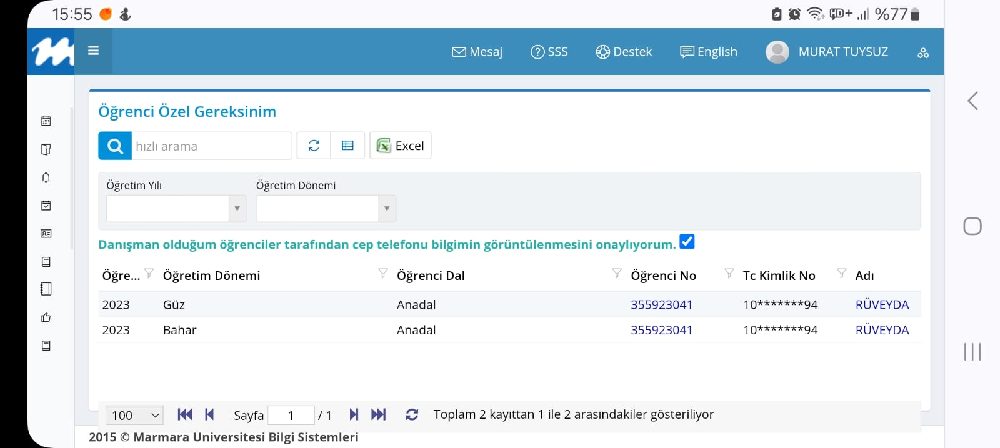 15:55 HD+ %77
Mesaj SSS Destek English MURAT TUYSUZ
Öğrenci Özel Gereksinim
hızlı arama Excel
Öğretim Yılı Öğretim Dönemi
Danışman olduğum öğrenciler tarafından cep telefonu bilgimin görüntülenmesini onaylıyorum.
Öğre... Öğretim Dönemi Öğrenci Dal Öğrenci No Tc Kimlik No Adı
2023 Güz Anadal 355923041 10*******94 RÜVEYDA
2023 Bahar Anadal 355923041 10*******94 RÜVEYDA
100 Sayfa 1 / 1 Toplam 2 kayıttan 1 ile 2 arasındakiler gösteriliyor
2015 © Marmara Universitesi Bilgi Sistemleri